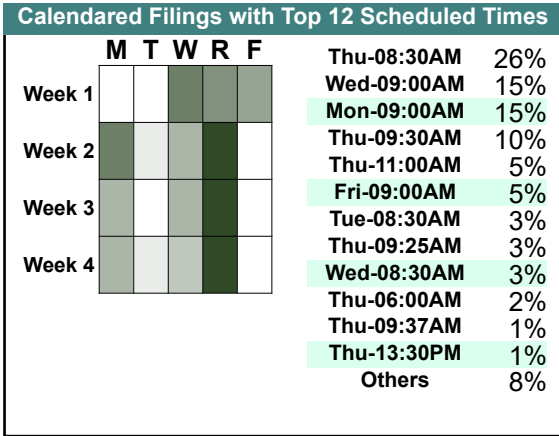 Calendared Filings with Top 12 Scheduled Times
M T W R F
Week 1
Week 2
Week 3
Week 4
Thu-08:30AM 26%
Wed-09:00AM 15%
Mon-09:00AM 15%
Thu-09:30AM 10%
Thu-11:00AM 5%
Fri-09:00AM 5%
Tue-08:30AM 3%
Thu-09:25AM 3%
Wed-08:30AM 3%
Thu-06:00AM 2%
Thu-09:37AM 1%
Thu-13:30PM 1%
Others 8%